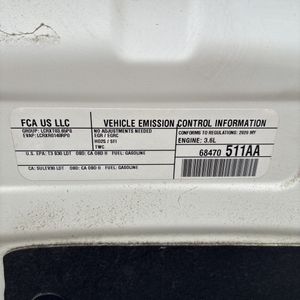 FCA US LLC
VEHICLE EMISSION CONTROL INFORMATION
GROUP: LCRXT03.65P0
EVAP: LCRXR0140RP0
NO ADJUSTMENTS NEEDED
EGR / EGRC
HO2S / SFI
TWC
CONFORMS TO REGULATIONS: 2020 MY
ENGINE: 3.6L
68470 511AA
U.S. EPA: T3 B30 LDT OBD: CA OBD II FUEL: GASOLINE
CA: SULEV30 LDT OBD: CA OBD II FUEL: GASOLINE